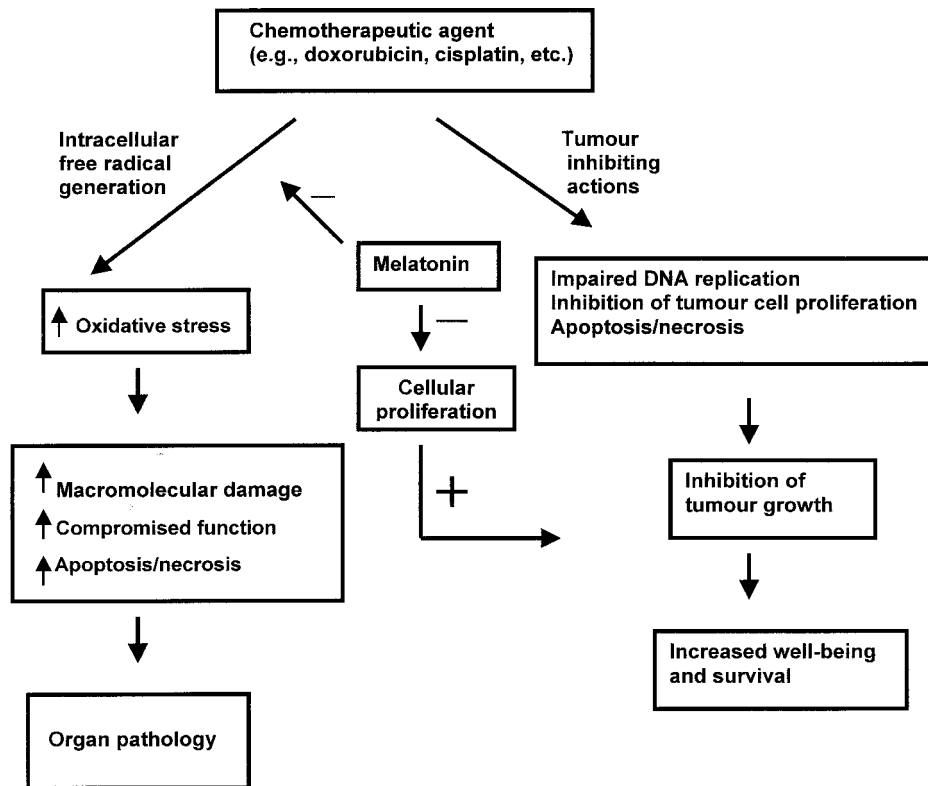 Chemotherapeutic agent
(e.g., doxorubicin, cisplatin, etc.)
Intracellular
free radical
generation
Tumour
inhibiting
actions
—
Melatonin
—
Impaired DNA replication
Inhibition of tumour cell proliferation
Apoptosis/necrosis
↑ Oxidative stress
Cellular
proliferation
+
↑ Macromolecular damage
↑ Compromised function
↑ Apoptosis/necrosis
Inhibition of
tumour growth
Increased well-being
and survival
Organ pathology